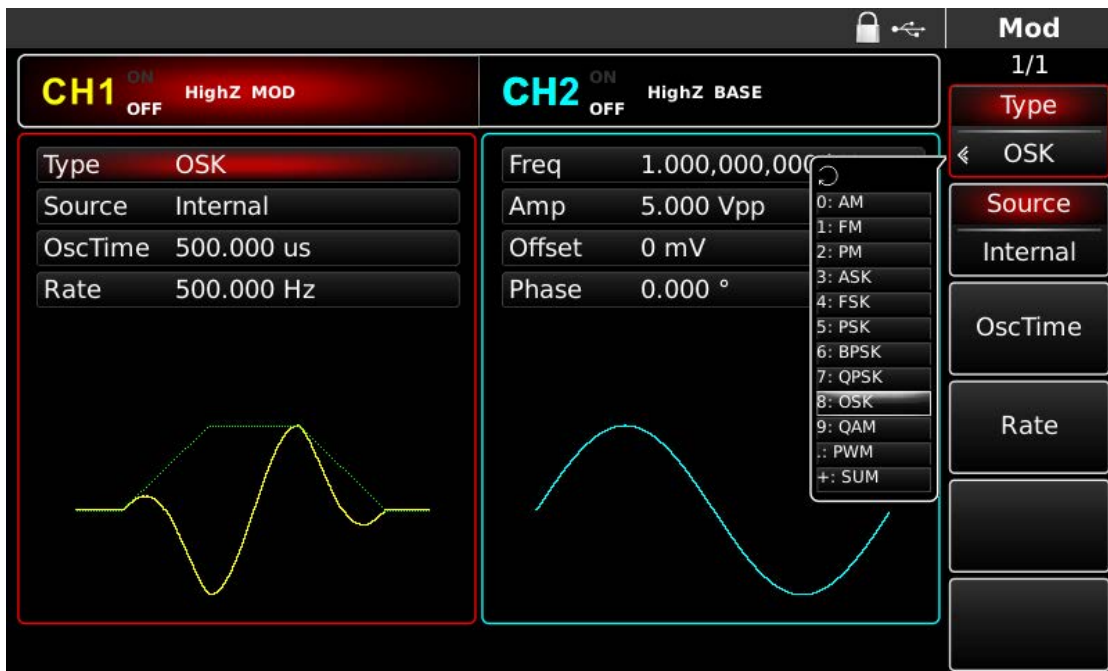 Mod
1/1
CH1 ON OFF HighZ MOD
CH2 ON OFF HighZ BASE
Type OSK
Source Internal
OscTime 500.000 us
Rate 500.000 Hz
Freq 1.000,000,000
Amp 5.000 Vpp
Offset 0 mV
Phase 0.000 °
0: AM
1: FM
2: PM
3: ASK
4: FSK
5: PSK
6: BPSK
7: QPSK
8: OSK
9: QAM
.: PWM
+: SUM
Type
OSK
Source
Internal
OscTime
Rate